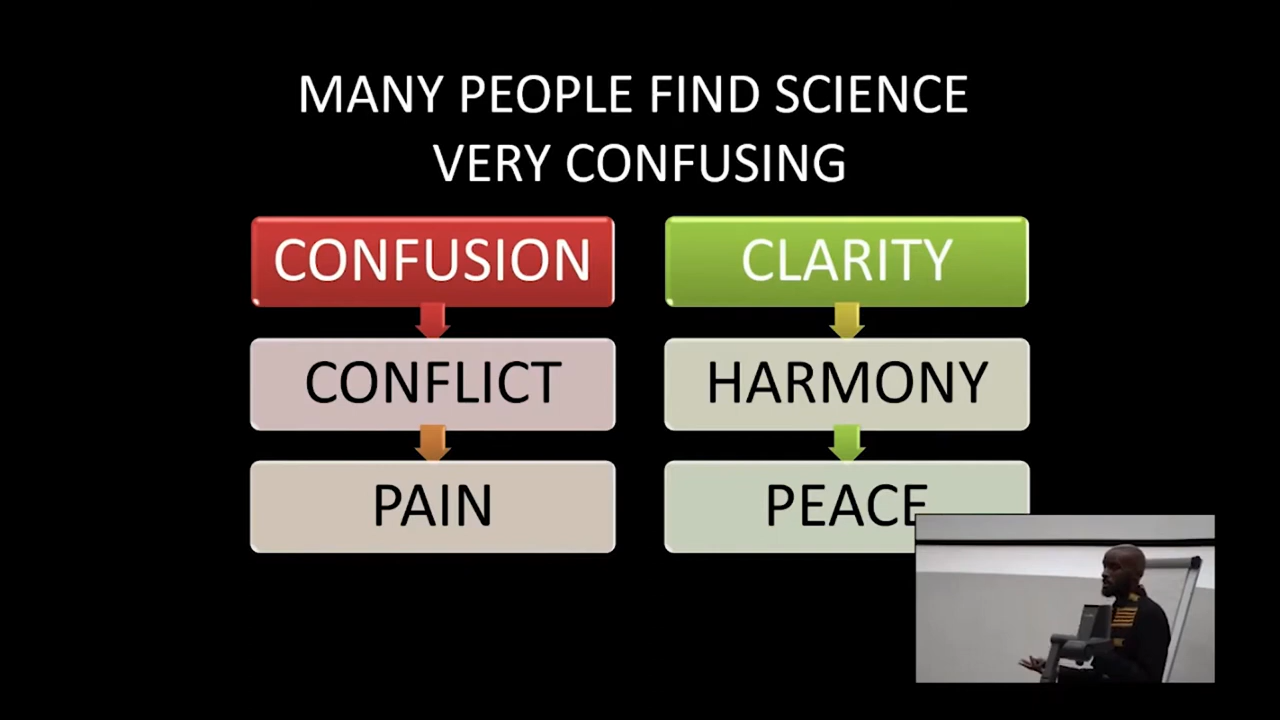 MANY PEOPLE FIND SCIENCE
VERY CONFUSING
CONFUSION
CLARITY
CONFLICT
HARMONY
PAIN
PEACE